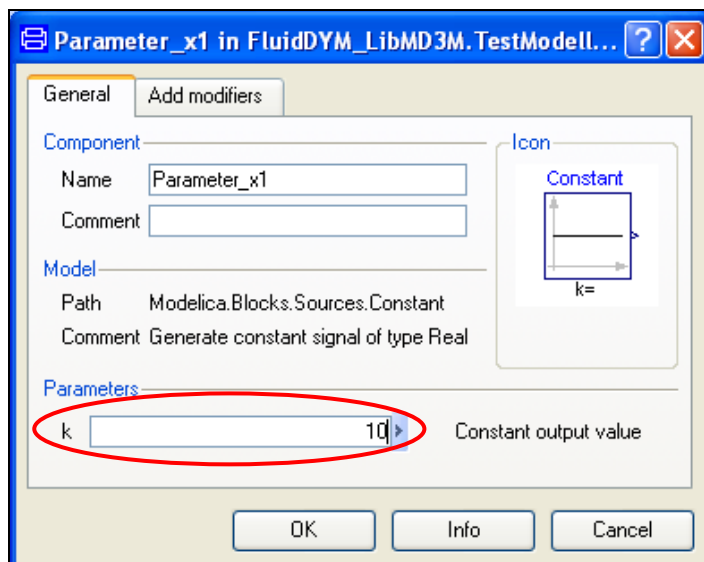 Parameter_x1 in FluidDYM_LibMD3M.TestModell...
General
Add modifiers
Component
Name Parameter_x1
Comment
Icon
Constant
k=
Model
Path Modelica.Blocks.Sources.Constant
Comment Generate constant signal of type Real
Parameters
k 10 Constant output value
OK Info Cancel